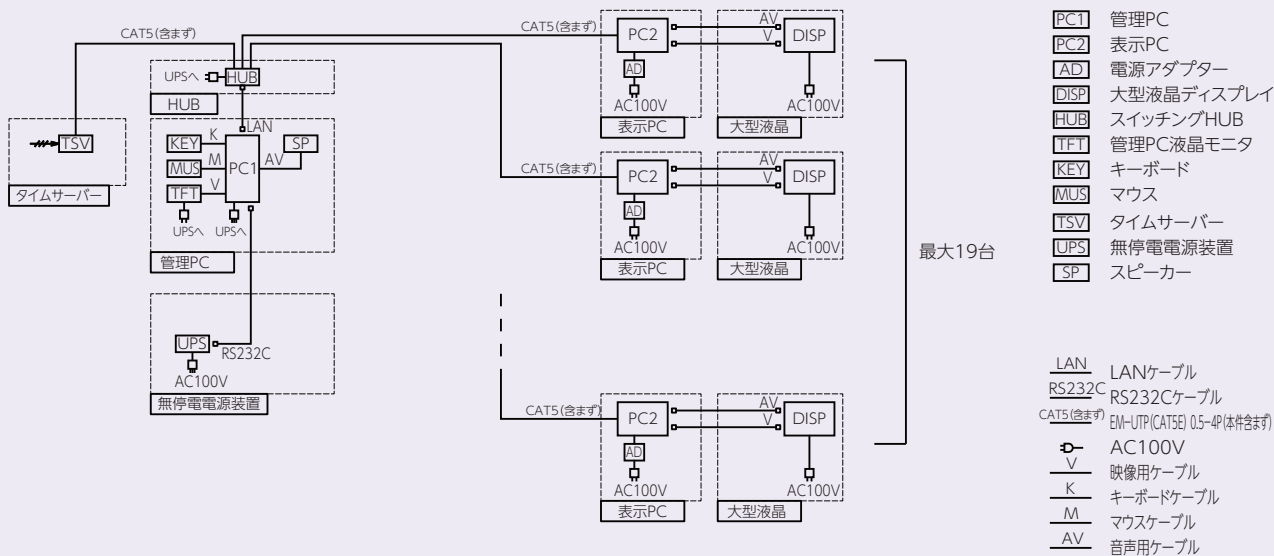 CAT5(含まず)
CAT5(含まず)
UPSへ
HUB
HUB
LAN
TSV
タイムサーバー
KEY
K
MUS
M
TFT
V
PC1
AV
SP
UPSへ
UPSへ
管理PC
UPS
RS232C
AC100V
無停電電源装置
PC2
AV
V
DISP
AD
AC100V
AC100V
表示PC
大型液晶
CAT5(含まず)
PC2
AV
V
DISP
AD
AC100V
AC100V
表示PC
大型液晶
最大19台
CAT5(含まず)
PC2
AV
V
DISP
AD
AC100V
AC100V
表示PC
大型液晶
PC1 管理PC
PC2 表示PC
AD 電源アダプター
DISP 大型液晶ディスプレイ
HUB スイッチングHUB
TFT 管理PC液晶モニタ
KEY キーボード
MUS マウス
TSV タイムサーバー
UPS 無停電電源装置
SP スピーカー
LAN LANケーブル
RS232C RS232Cケーブル
CAT5(含まず) EM-UTP(CAT5E) 0.5-4P(本件含まず)
AC100V
V 映像用ケーブル
K キーボードケーブル
M マウスケーブル
AV 音声用ケーブル